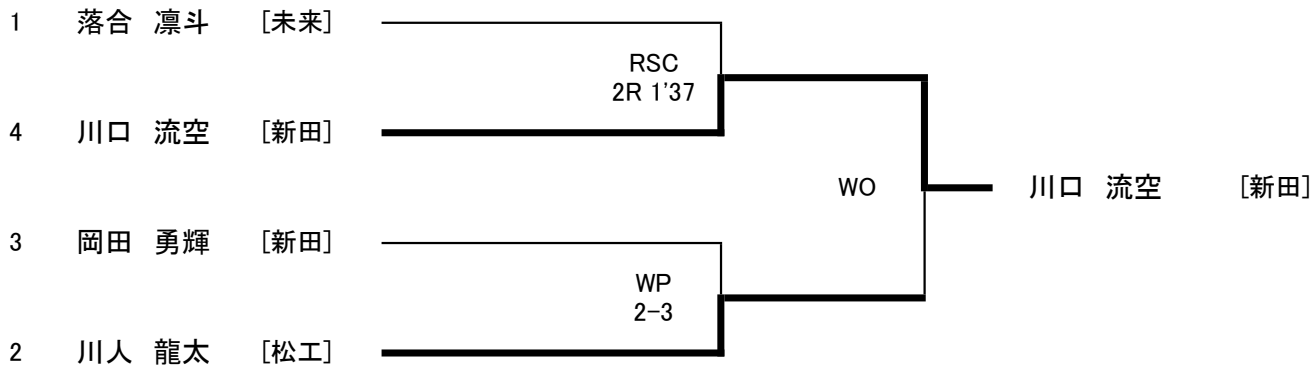 1 落合 凛斗 [未来]
RSC
2R 1'37
4 川口 流空 [新田]
WO
川口 流空 [新田]
3 岡田 勇輝 [新田]
WP
2-3
2 川人 龍太 [松工]